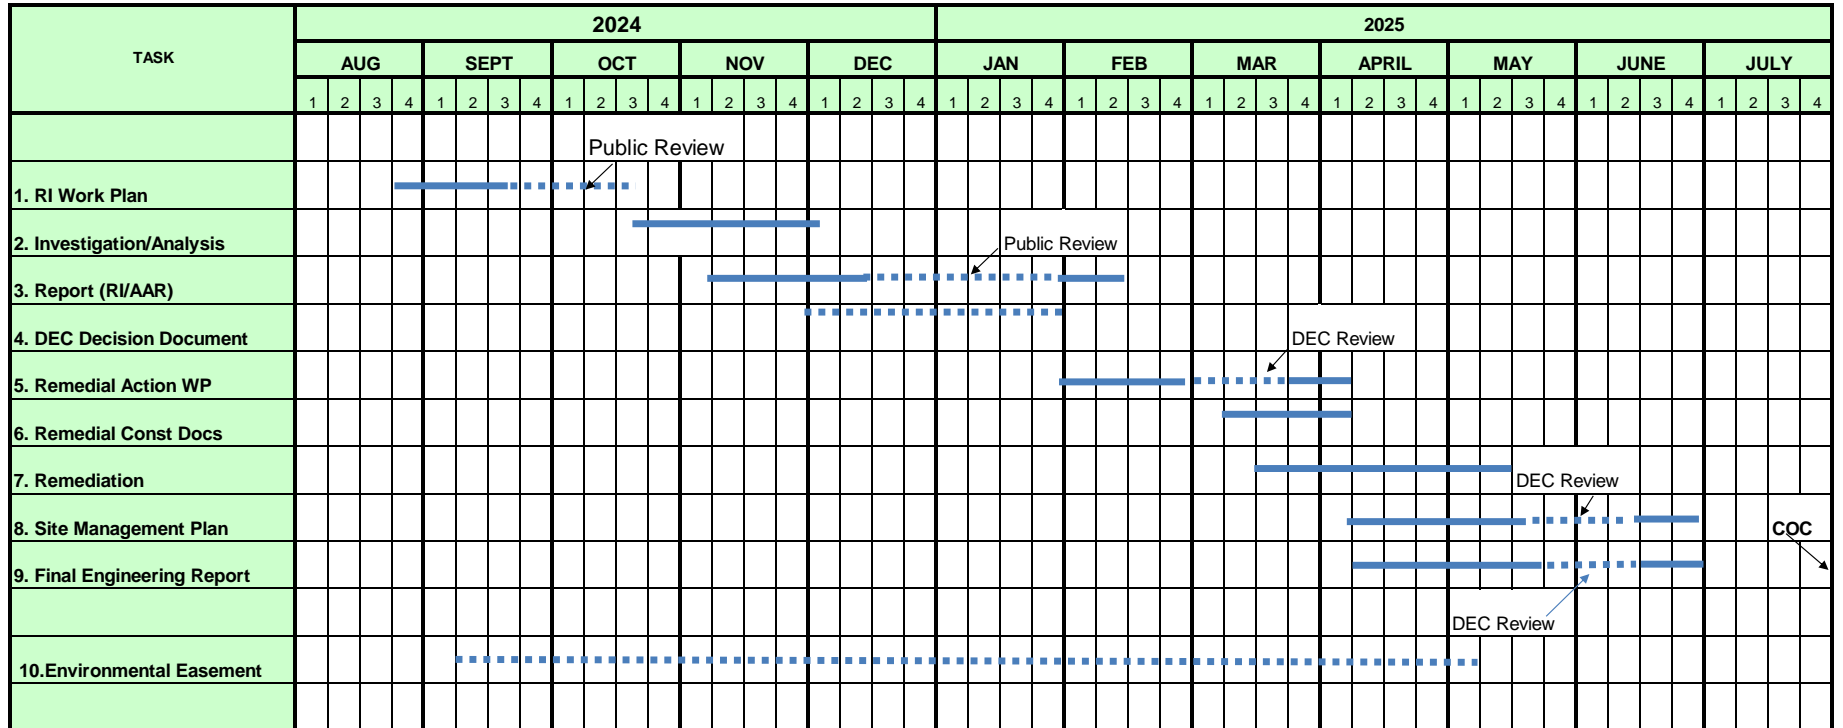 TASK
2024 2025
AUG SEPT OCT NOV DEC JAN FEB MAR APRIL MAY JUNE JULY
1 2 3 4 1 2 3 4 1 2 3 4 1 2 3 4 1 2 3 4 1 2 3 4 1 2 3 4 1 2 3 4 1 2 3 4 1 2 3 4 1 2 3 4 1 2 3 4
Public Review
1. RI Work Plan
2. Investigation/Analysis
Public Review
3. Report (RI/AAR)
4. DEC Decision Document
DEC Review
5. Remedial Action WP
6. Remedial Const Docs
7. Remediation
DEC Review
8. Site Management Plan
COC
9. Final Engineering Report
DEC Review
10.Environmental Easement